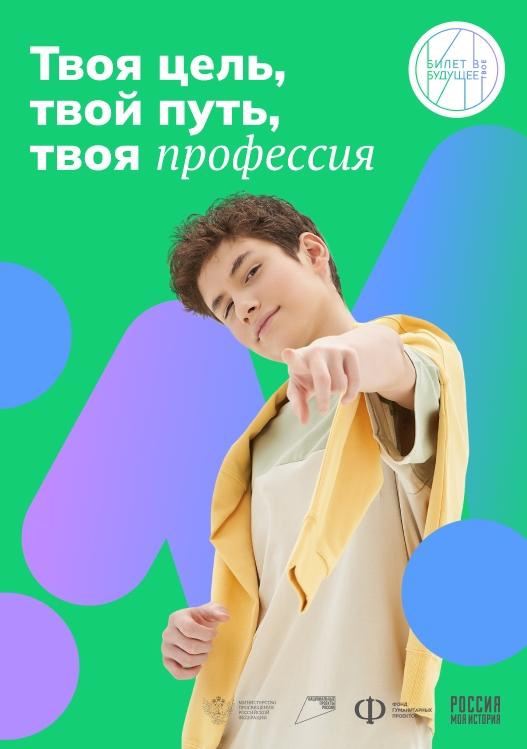 Твоя цель,
твой путь,
твоя профессия
БИЛЕТ В
БУДУЩЕЕ
ТВОЁ
МИНИСТЕРСТВО
ПРОСВЕЩЕНИЯ
РОССИЙСКОЙ
ФЕДЕРАЦИИ
НАЦИОНАЛЬНЫЕ
ПРОЕКТЫ
РОССИИ
ФОНД
ГУМАНИТАРНЫХ
ПРОЕКТОВ
РОССИЯ
МОЯ ИСТОРИЯ